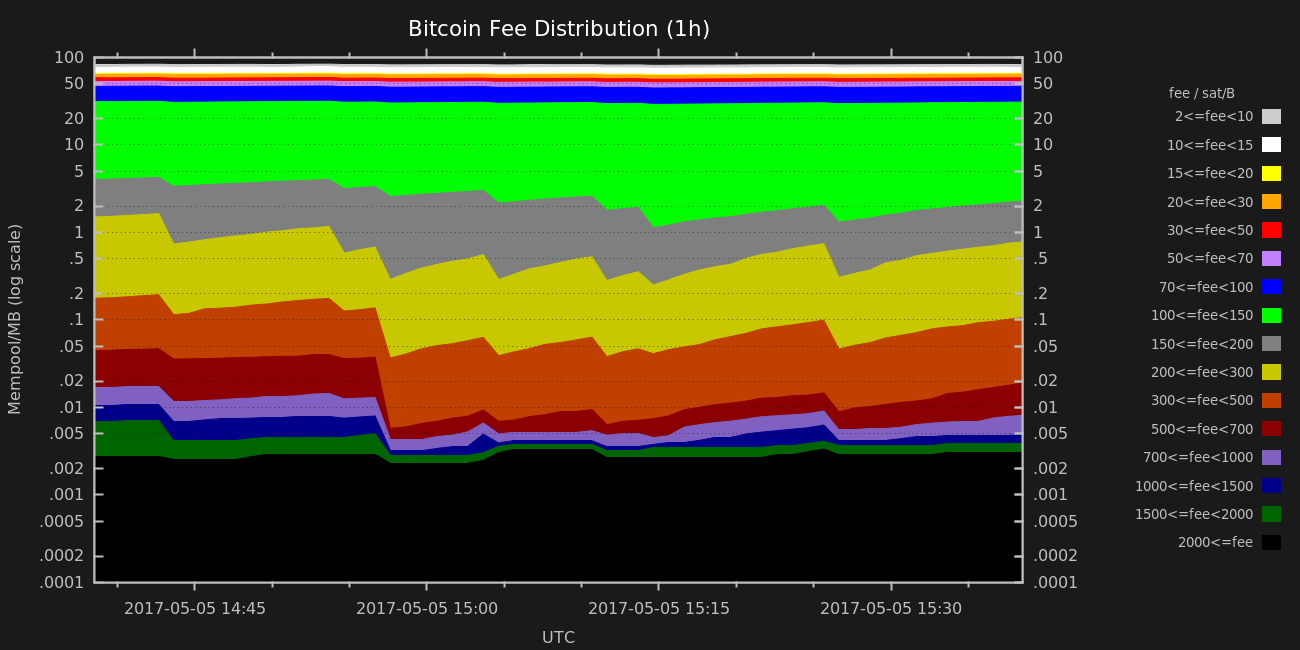 Bitcoin Fee Distribution (1h)
Mempool/MB (log scale)
100
50
20
10
5
2
1
.5
.2
.1
.05
.02
.01
.005
.002
.001
.0005
.0002
.0001
100
50
20
10
5
2
1
.5
.2
.1
.05
.02
.01
.005
.002
.001
.0005
.0002
.0001
2017-05-05 14:45
2017-05-05 15:00
2017-05-05 15:15
2017-05-05 15:30
UTC
fee / sat/B
2<=fee<10
10<=fee<15
15<=fee<20
20<=fee<30
30<=fee<50
50<=fee<70
70<=fee<100
100<=fee<150
150<=fee<200
200<=fee<300
300<=fee<500
500<=fee<700
700<=fee<1000
1000<=fee<1500
1500<=fee<2000
2000<=fee